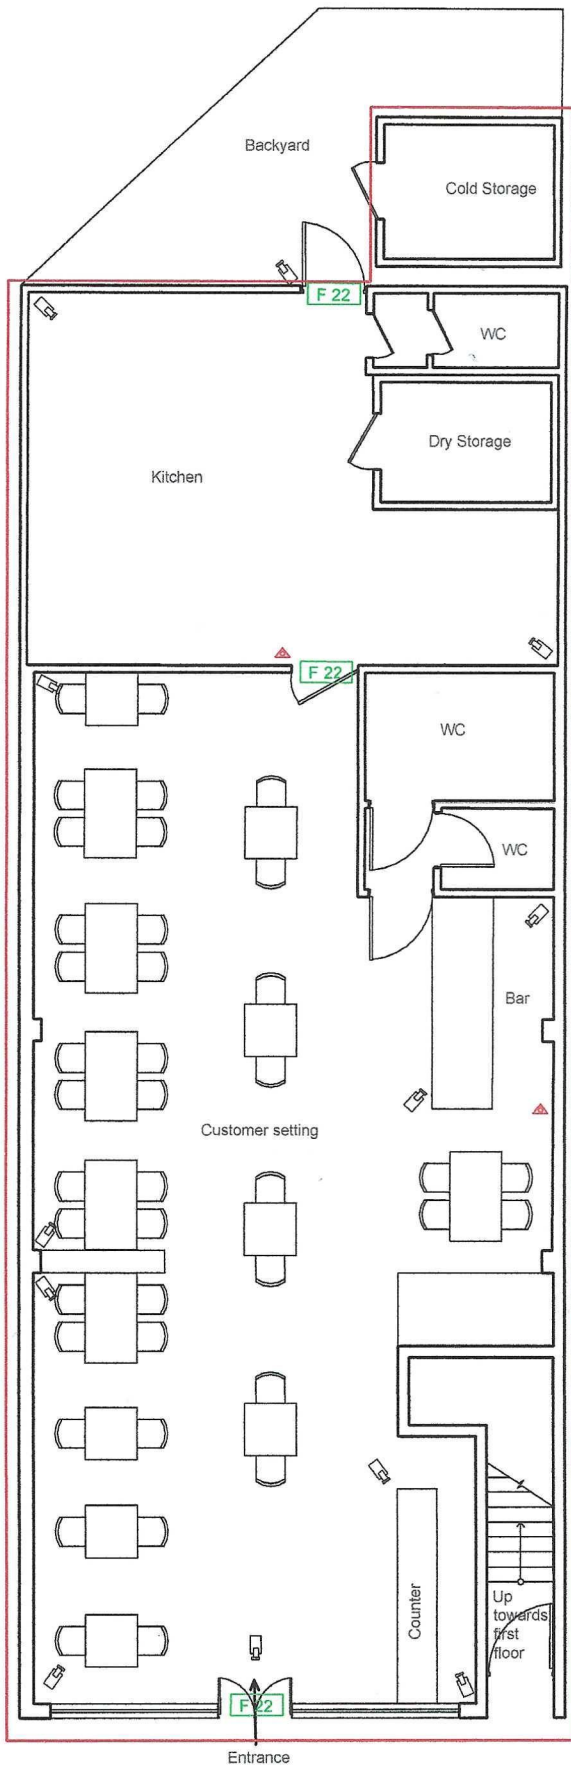 Backyard
Cold Storage
F 22
WC
Dry Storage
Kitchen
F 22
WC
WC
Bar
Customer setting
Counter
Up
towards
first
floor
F 22
Entrance